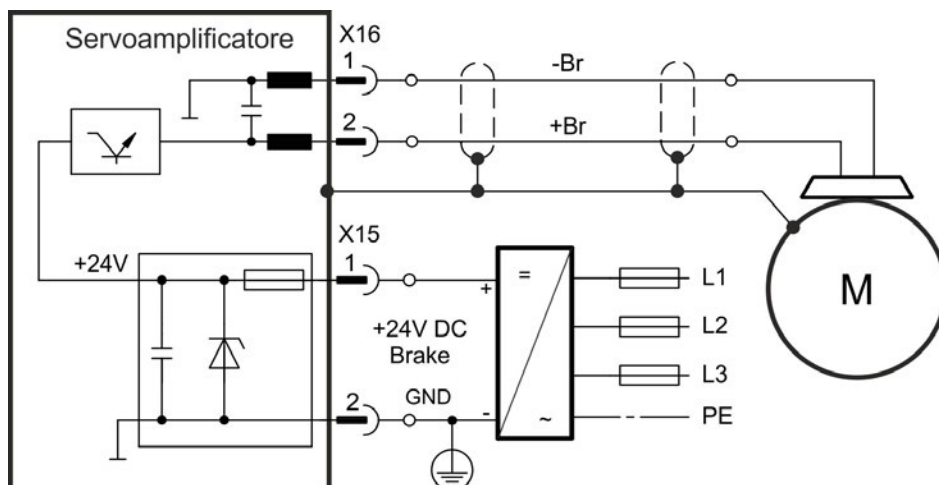 Servoamplificatore
X16
1
-Br
2
+Br
X15
+24V
1
=
+
L1
M
+24V DC
Brake
L2
L3
2
GND
-
~
PE